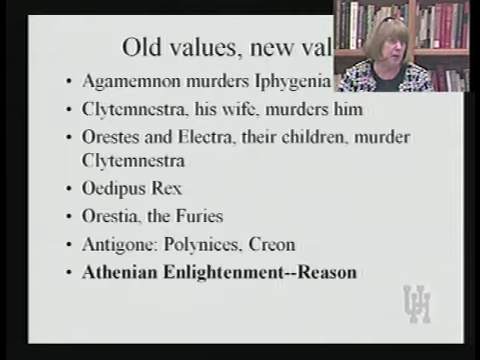 Old values, new val
• Agamemnon murders Iphygenia
• Clytemnestra, his wife, murders him
• Orestes and Electra, their children, murder
Clytemnestra
• Oedipus Rex
• Orestia, the Furies
• Antigone: Polynices, Creon
• Athenian Enlightenment--Reason
UH